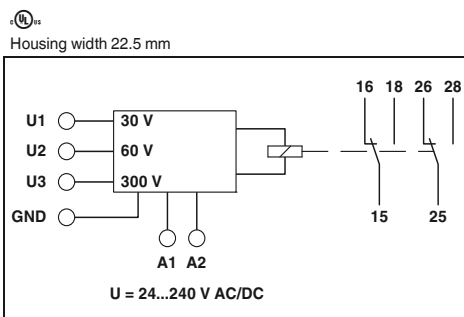 c UL us
Housing width 22.5 mm
16 18 26 28
U1 30 V
U2 60 V
U3 300 V
GND
15 25
A1 A2
U = 24...240 V AC/DC